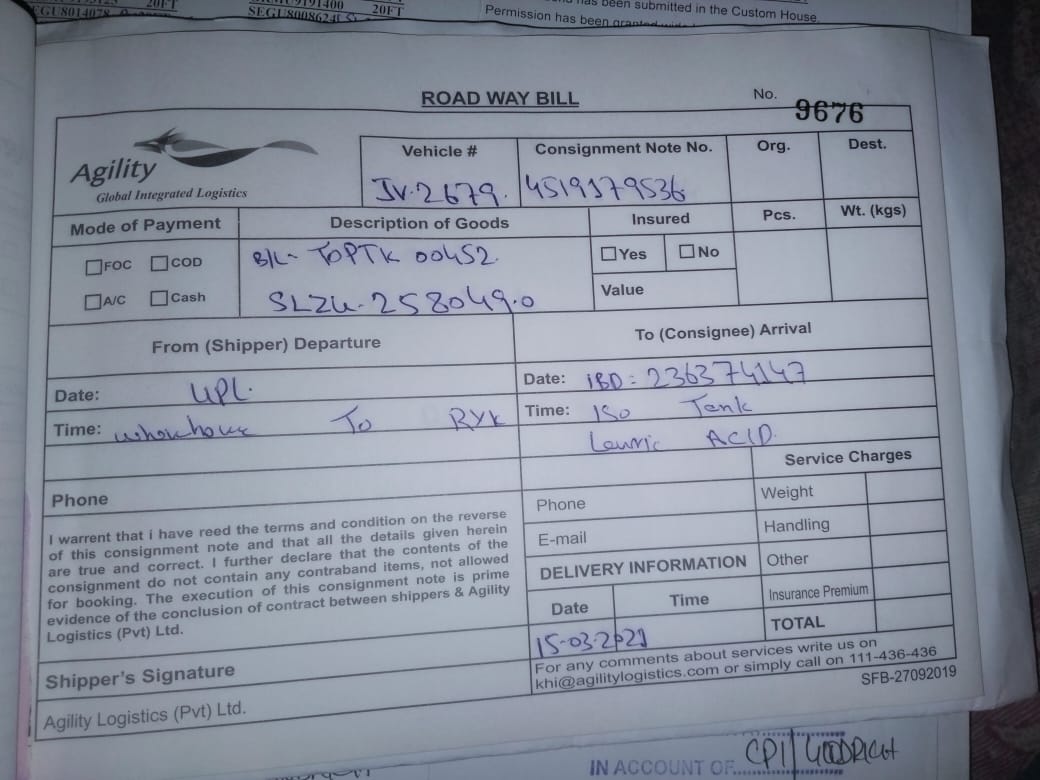 20FT
SEGU8014078
9191400
SEGU8008624 20FT
has been submitted in the Custom House.
Permission has been granted
ROAD WAY BILL
No. 9676
Agility
Global Integrated Logistics
Vehicle # Consignment Note No. Org. Dest.
JV-2679. 4519179536
Mode of Payment Description of Goods Insured Pcs. Wt. (kgs)
FOC COD B/L- TOPTK 00452. Yes No
A/C Cash SLZU-258049.0 Value
From (Shipper) Departure To (Consignee) Arrival
Date: UPL. Date: IBD: 236374147
Time: To RYK Time: ISO Tank
Lauric ACID.
Service Charges
Phone Phone Weight
E-mail Handling
I warrent that i have reed the terms and condition on the reverse
of this consignment note and that all the details given herein
are true and correct. I further declare that the contents of the
consignment do not contain any contraband items, not allowed
for booking. The execution of this consignment note is prime
evidence of the conclusion of contract between shippers & Agility
Logistics (Pvt) Ltd.
DELIVERY INFORMATION Other
Date Time Insurance Premium
15-03-2021 TOTAL
Shipper's Signature
For any comments about services write us on
khi@agilitylogistics.com or simply call on 111-436-436
Agility Logistics (Pvt) Ltd.
SFB-27092019
IN ACCOUNT OF CPI/GOODRICH